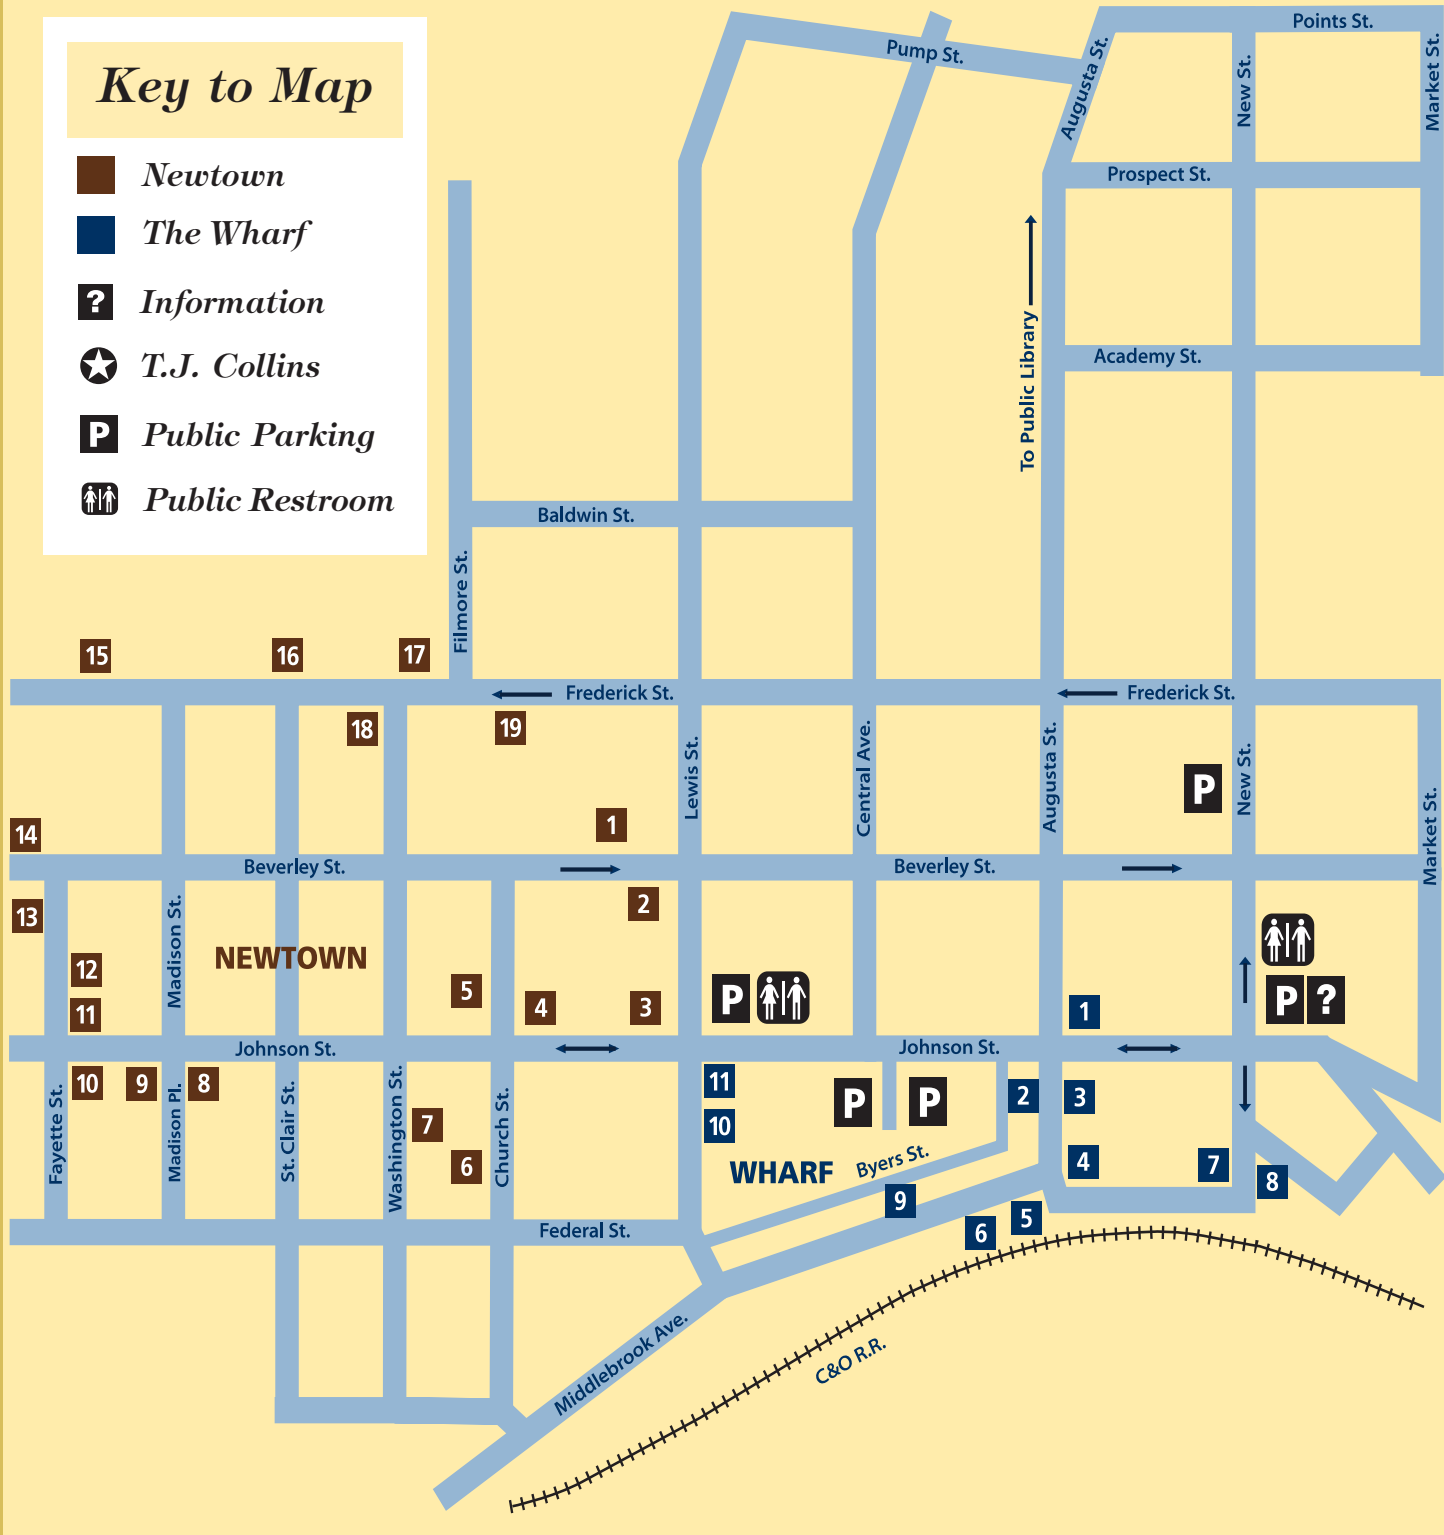 Key to Map
Newtown
The Wharf
?
Information
T.J. Collins
P
Public Parking
Public Restroom
Points St.
Pump St.
Augusta St.
New St.
Market St.
Prospect St.
To Public Library
Academy St.
Baldwin St.
Filmore St.
15
16
17
Frederick St.
Frederick St.
18
19
Lewis St.
Central Ave.
Augusta St.
New St.
P
Market St.
1
14
Beverley St.
Beverley St.
13
2
Madison St.
NEWTOWN
12
11
5
4
3
P
1
P
?
Johnson St.
Johnson St.
10
9
8
Fayette St.
Madison Pl.
St. Clair St.
Washington St.
Church St.
7
6
11
10
P
P
2
3
4
7
8
WHARF
Byers St.
9
6
5
Federal St.
Middlebrook Ave.
C&O R.R.